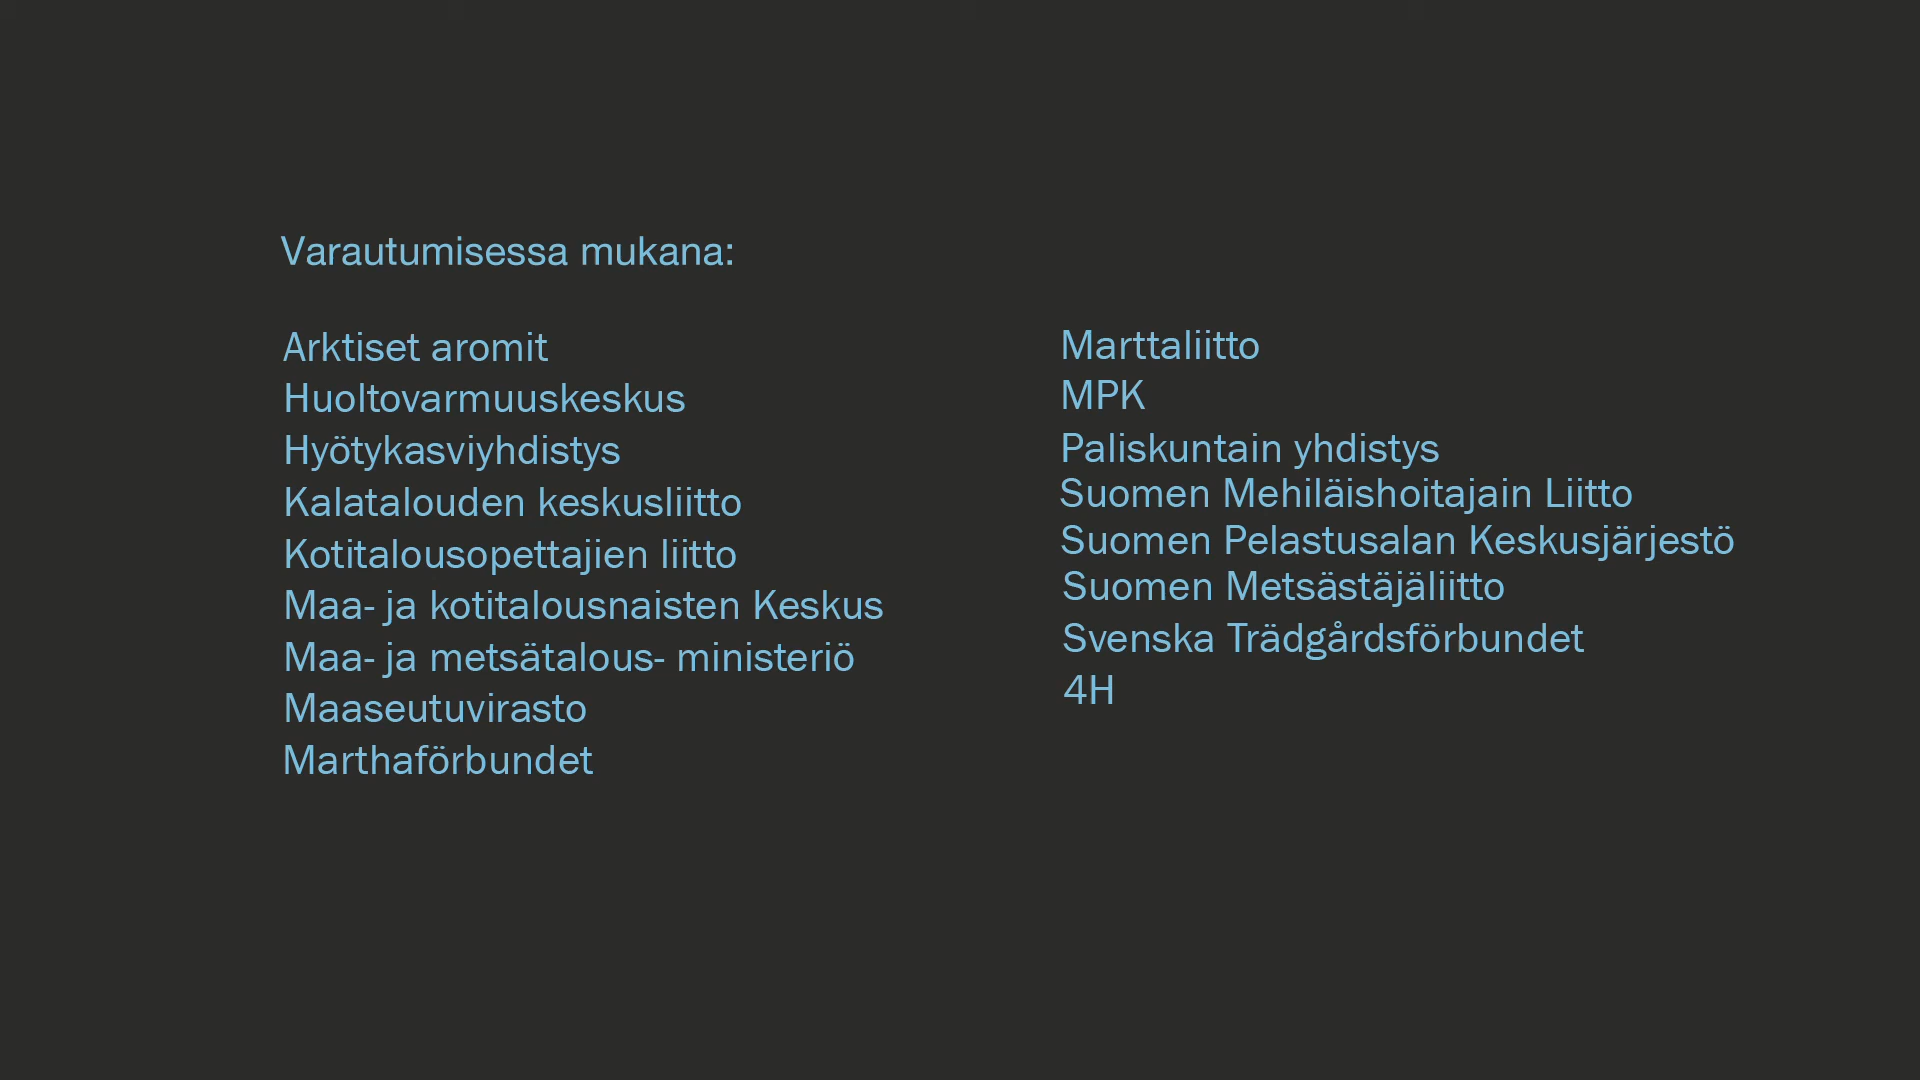 Varautumisessa mukana:
Arktiset aromit
Huoltovarmuuskeskus
Hyötykasviyhdistys
Kalatalouden keskusliitto
Kotitalousopettajien liitto
Maa- ja kotitalousnaisten Keskus
Maa- ja metsätalous- ministeriö
Maaseutuvirasto
Marthaförbundet
Marttaliitto
MPK
Paliskuntain yhdistys
Suomen Mehiläishoitajain Liitto
Suomen Pelastusalan Keskusjärjestö
Suomen Metsästäjäliitto
Svenska Trädgårdsförbundet
4H